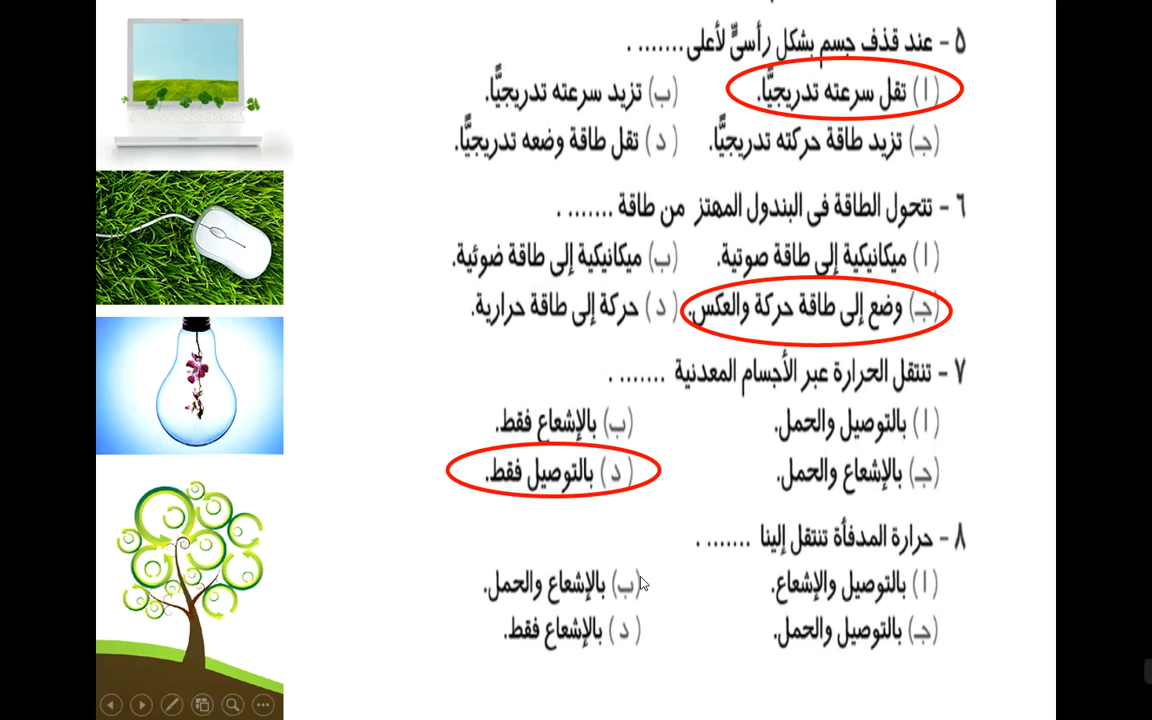 ٥ - عند قذف جسم بشكل رأسىٍّ لأعلى ....... .
(أ) تقل سرعته تدريجيًّا. (ب) تزيد سرعته تدريجيًّا.
(جـ) تزيد طاقة حركته تدريجيًّا. (د) تقل طاقة وضعه تدريجيًّا.
٦ - تتحول الطاقة فى البندول المهتز من طاقة ....... .
(أ) ميكانيكية إلى طاقة صوتية. (ب) ميكانيكية إلى طاقة ضوئية.
(جـ) وضع إلى طاقة حركة والعكس. (د) حركة إلى طاقة حرارية.
٧ - تنتقل الحرارة عبر الأجسام المعدنية ....... .
(أ) بالتوصيل والحمل. (ب) بالإشعاع فقط.
(جـ) بالإشعاع والحمل. (د) بالتوصيل فقط.
٨ - حرارة المدفأة تنتقل إلينا ....... .
(أ) بالتوصيل والإشعاع. (ب) بالإشعاع والحمل.
(جـ) بالتوصيل والحمل. (د) بالإشعاع فقط.